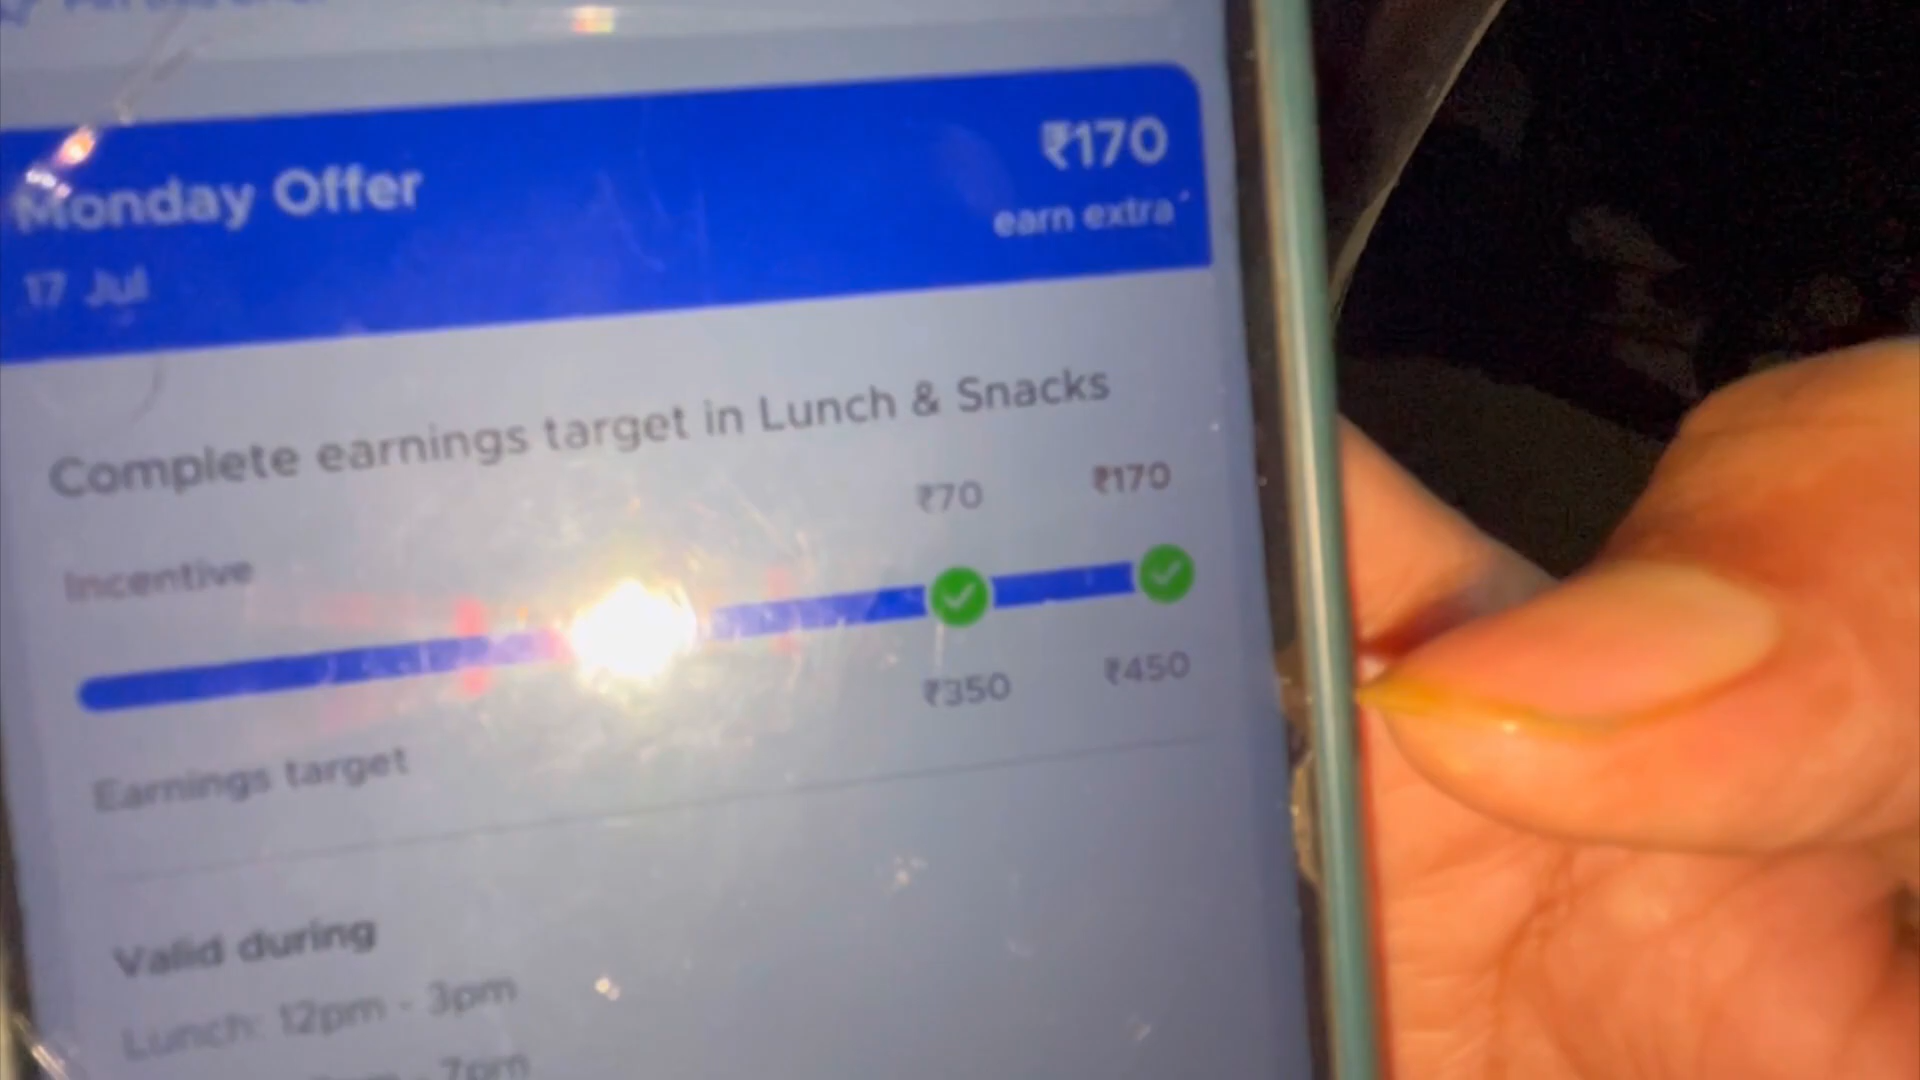 Monday Offer
₹170
earn extra
17 Jul
Complete earnings target in Lunch & Snacks
₹70 ₹170
Incentive
₹350 ₹450
Earnings target
Valid during
Lunch: 12pm - 3pm
- 7pm